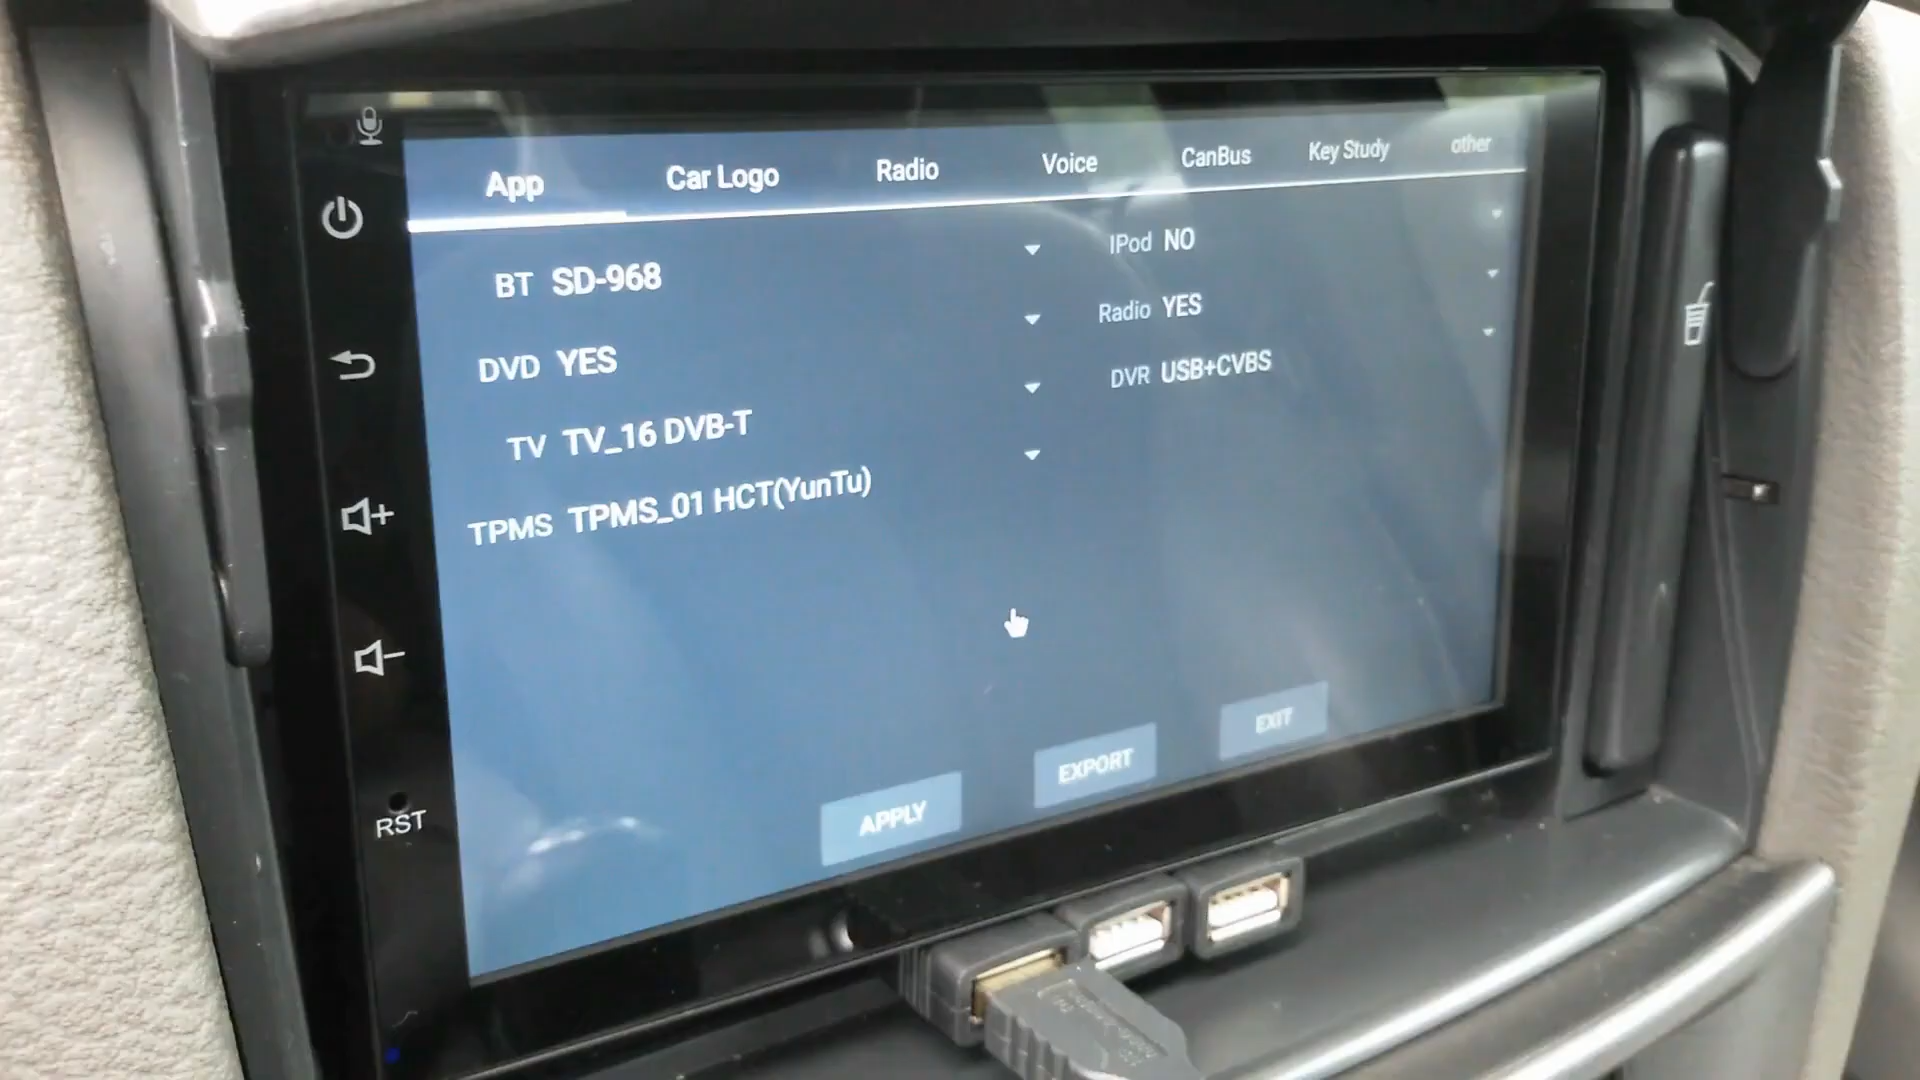 App Car Logo Radio Voice CanBus Key Study other
BT SD-968
IPod NO
DVD YES
Radio YES
TV TV_16 DVB-T
DVR USB+CVBS
TPMS TPMS_01 HCT(YunTu)
APPLY EXPORT EXIT
RST